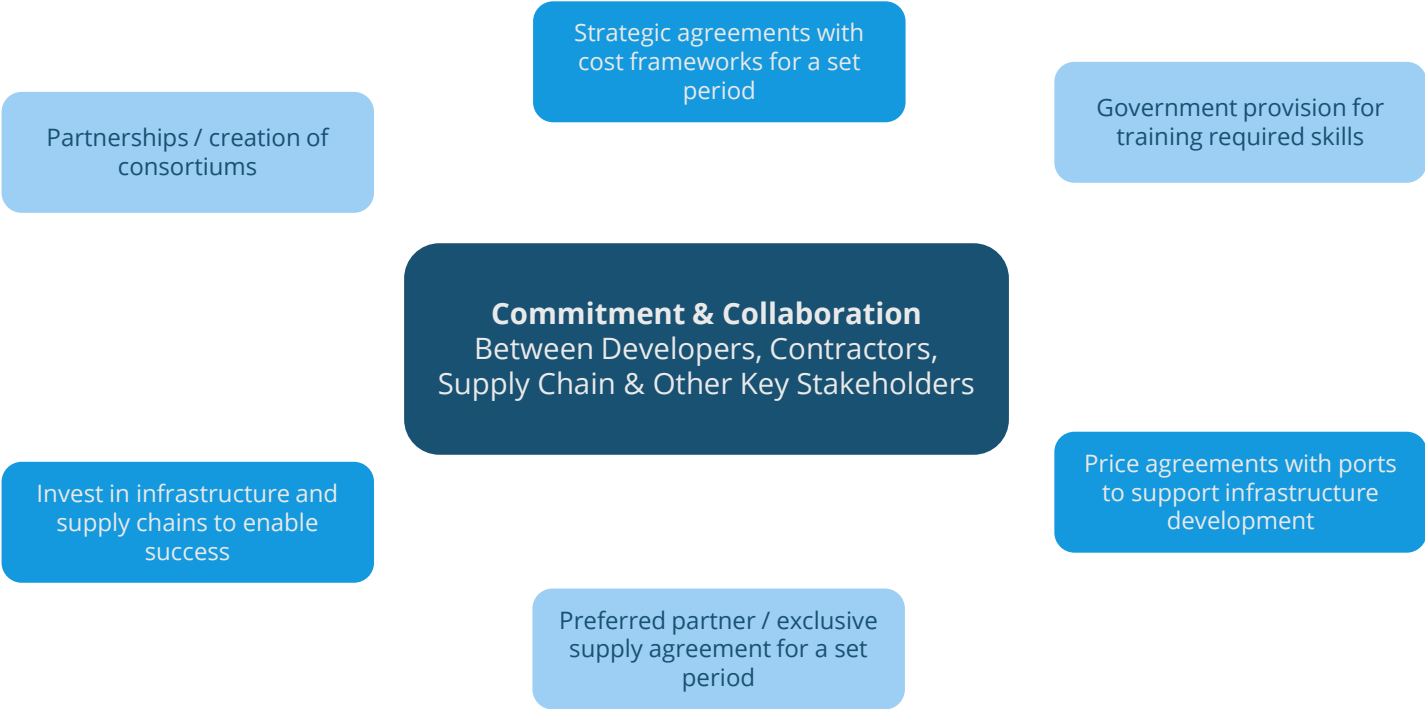 Strategic agreements with
cost frameworks for a set
period
Partnerships / creation of
consortiums
Government provision for
training required skills
Commitment & Collaboration
Between Developers, Contractors,
Supply Chain & Other Key Stakeholders
Invest in infrastructure and
supply chains to enable
success
Price agreements with ports
to support infrastructure
development
Preferred partner / exclusive
supply agreement for a set
period